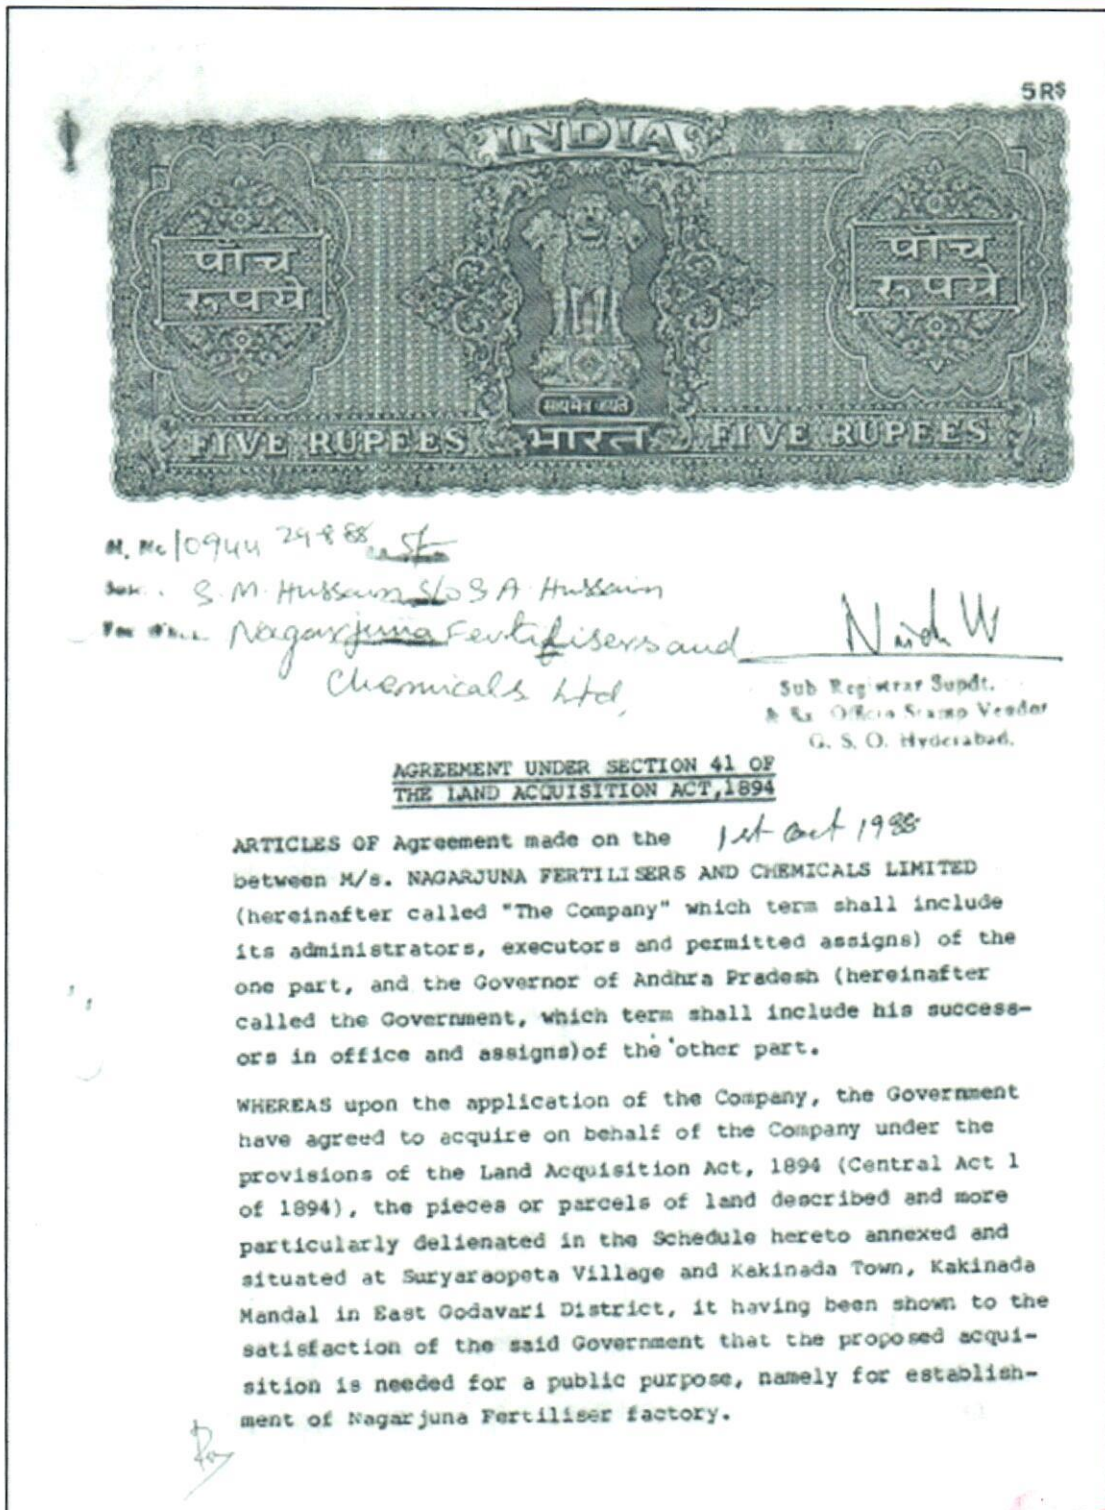 5 RS
INDIA
पाँच
रुपये
पाँच
रुपये
सत्यमेव जयते
FIVE RUPEES भारत FIVE RUPEES
10944 29-8-88 5/-
S. M. Hussain S/o S A Hussain
Nagarjuna Fertilisers and
Chemicals Ltd,
Sub Registrar Supdt.
& Ex. Officio Stamp Vendor
G. S. O. Hyderabad.
AGREEMENT UNDER SECTION 41 OF
THE LAND ACQUISITION ACT,1894
ARTICLES OF Agreement made on the 1st Oct 1988
between M/s. NAGARJUNA FERTILISERS AND CHEMICALS LIMITED
(hereinafter called "The Company" which term shall include
its administrators, executors and permitted assigns) of the
one part, and the Governor of Andhra Pradesh (hereinafter
called the Government, which term shall include his success-
ors in office and assigns)of the other part.
WHEREAS upon the application of the Company, the Government
have agreed to acquire on behalf of the Company under the
provisions of the Land Acquisition Act, 1894 (Central Act 1
of 1894), the pieces or parcels of land described and more
particularly delienated in the Schedule hereto annexed and
situated at Suryaraopeta Village and Kakinada Town, Kakinada
Mandal in East Godavari District, it having been shown to the
satisfaction of the said Government that the proposed acqui-
sition is needed for a public purpose, namely for establish-
ment of Nagarjuna Fertiliser factory.